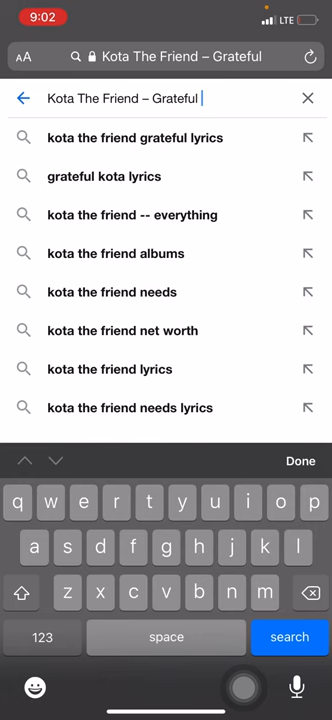 9:02
LTE
AA Kota The Friend – Grateful
Kota The Friend – Grateful
kota the friend grateful lyrics
grateful kota lyrics
kota the friend -- everything
kota the friend albums
kota the friend needs
kota the friend net worth
kota the friend lyrics
kota the friend needs lyrics
Done
q w e r t y u i o p
a s d f g h j k l
z x c v b n m
123 space search